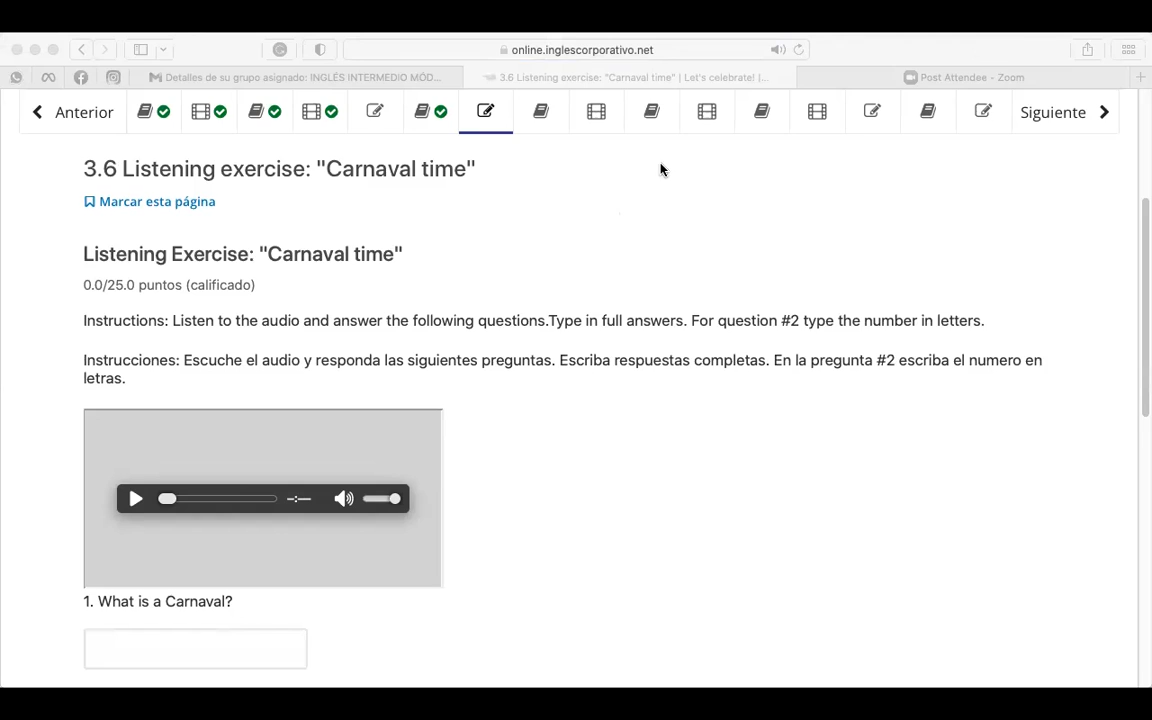 online.inglescorporativo.net
Detalles de su grupo asignado: INGLÉS INTERMEDIO MÓD...
3.6 Listening exercise: "Carnaval time" | Let's celebrate! |...
Post Attendee - Zoom
Anterior
Siguiente
3.6 Listening exercise: "Carnaval time"
Marcar esta página
Listening Exercise: "Carnaval time"
0.0/25.0 puntos (calificado)
Instructions: Listen to the audio and answer the following questions.Type in full answers. For question #2 type the number in letters.
Instrucciones: Escuche el audio y responda las siguientes preguntas. Escriba respuestas completas. En la pregunta #2 escriba el numero en
letras.
--:--
1. What is a Carnaval?